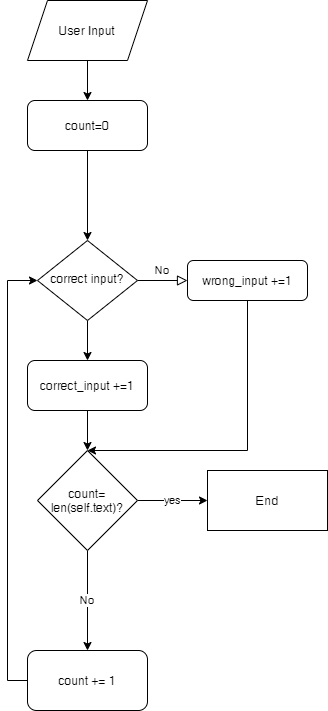 User Input
count=0
correct input?
No
wrong_input +=1
correct_input +=1
count=
len(self.text)?
yes
End
No
count += 1